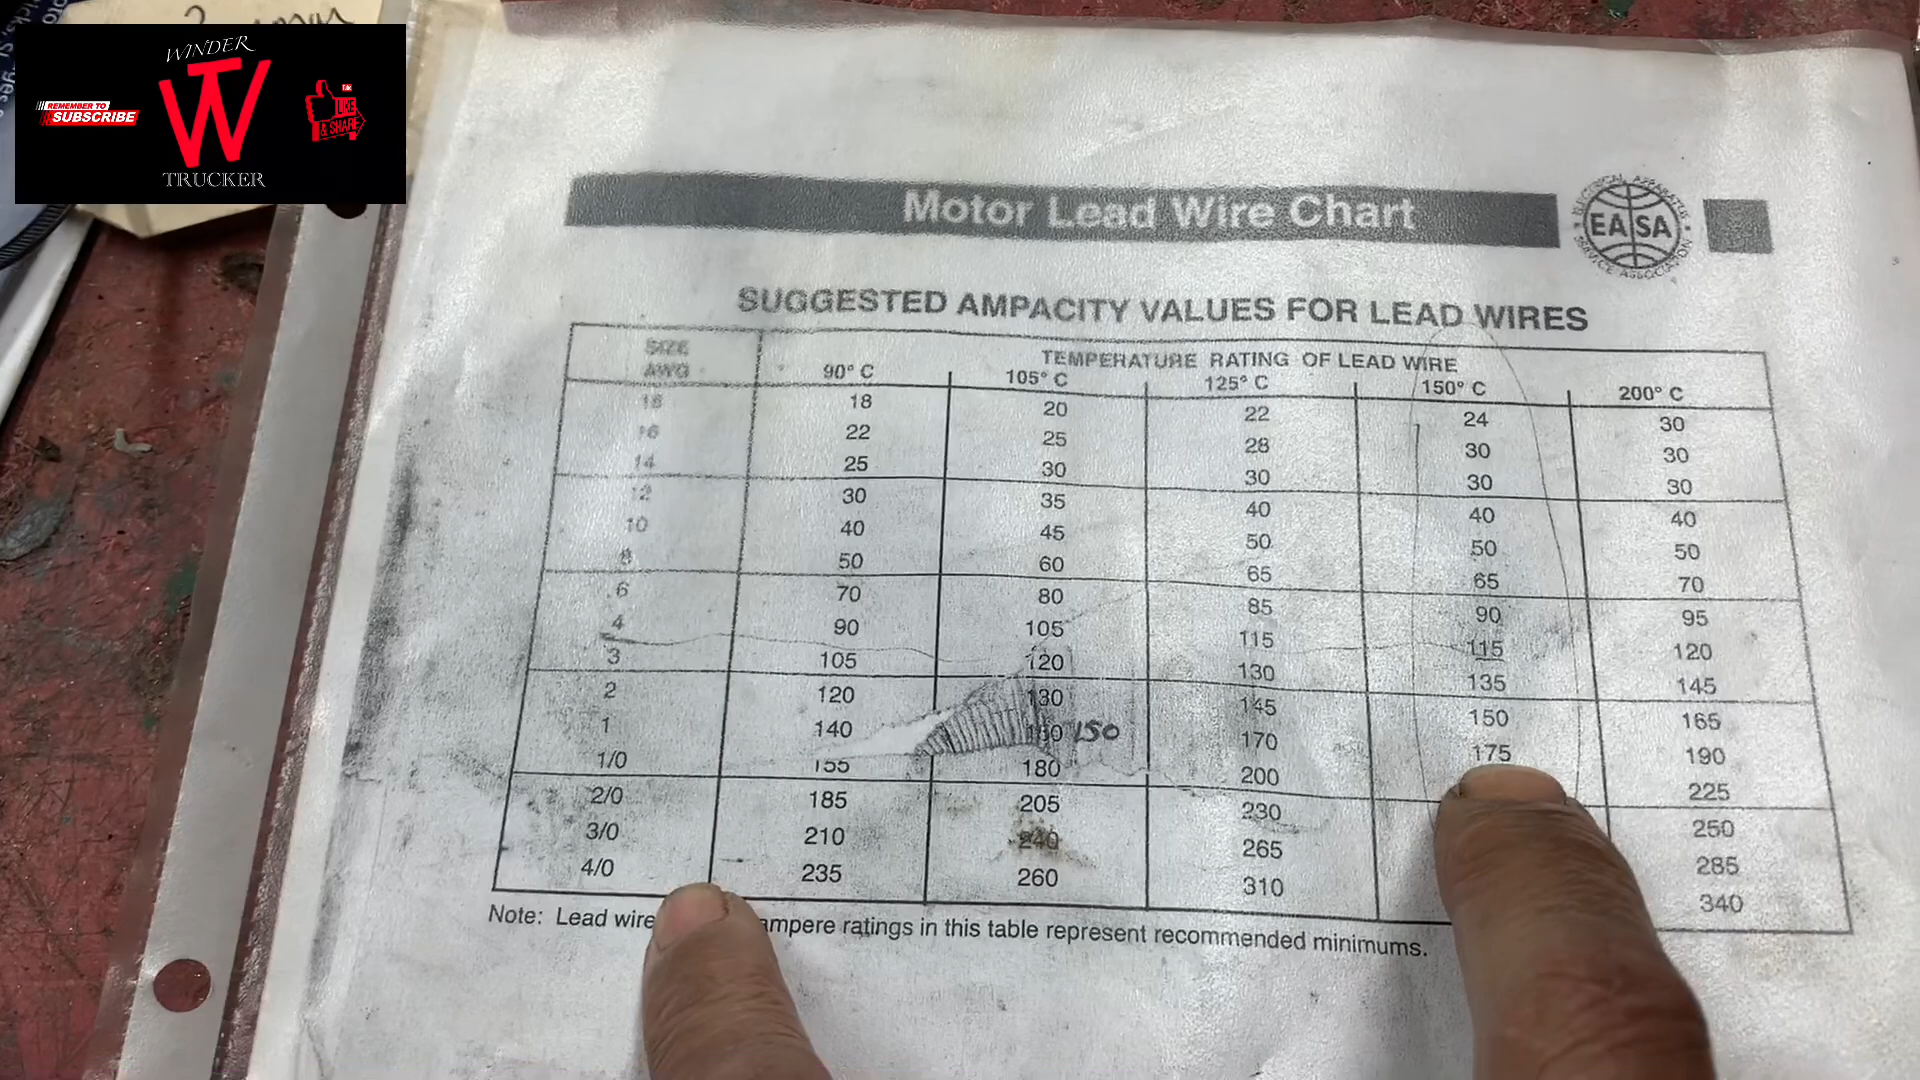 WINDER
TW
TRUCKER
REMEMBER TO
SUBSCRIBE
LIKE
& SHARE
Motor Lead Wire Chart
ELECTRICAL APPARATUS
EASA
SERVICE ASSOCIATION
SUGGESTED AMPACITY VALUES FOR LEAD WIRES
SIZE TEMPERATURE RATING OF LEAD WIRE
AWG 90° C 105° C 125° C 150° C 200° C
18 18 20 22 24 30
16 22 25 28 30 30
14 25 30 30 30 30
12 30 35 40 40 40
10 40 45 50 50 50
8 50 60 65 65 70
6 70 80 85 90 95
4 90 105 115 115 120
3 105 120 130 135 145
2 120 130 145 150 165
1 140 150 170 175 190
1/0 155 180 200 225
2/0 185 205 230 250
3/0 210 240 265 285
4/0 235 260 310 340
Note: Lead wire ampere ratings in this table represent recommended minimums.